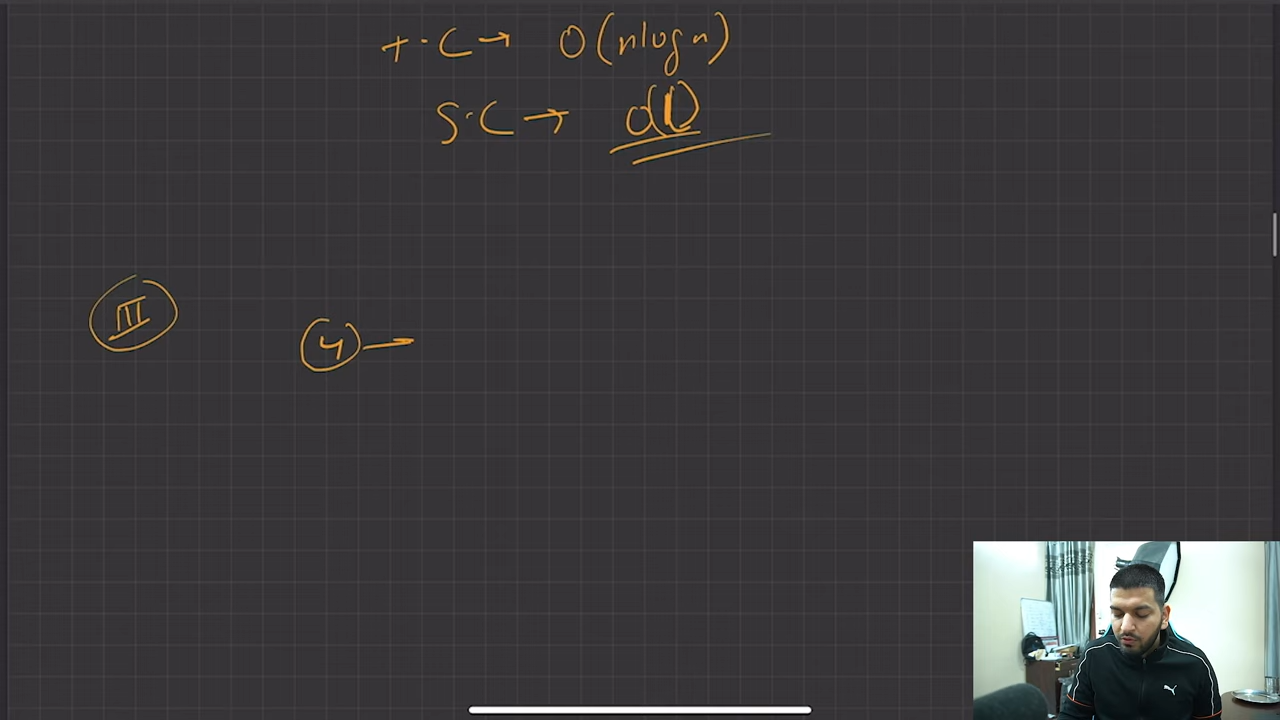 T.C → O(nlogn)
S.C → O(1)
III
4 →